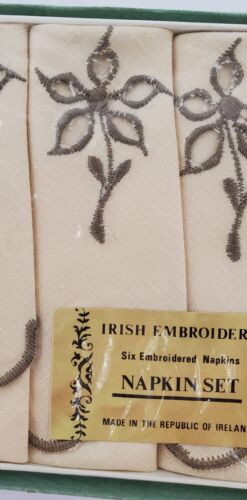 IRISH EMBROIDER
Six Embroidered Napkins
NAPKIN SET
MADE IN THE REPUBLIC OF IRELAN